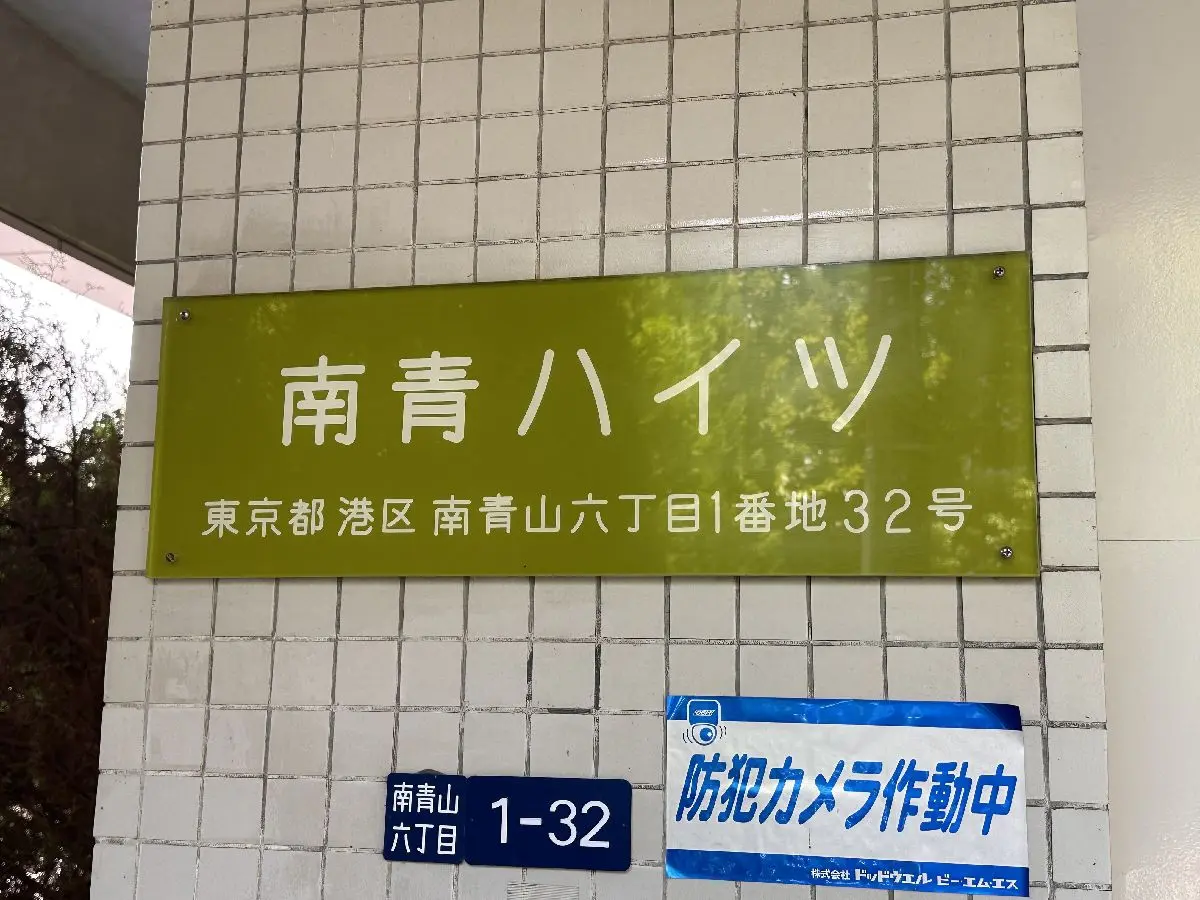 南青ハイツ
東京都 港区 南青山六丁目1番地32号
南青山
六丁目
1-32
防犯カメラ作動中
株式会社 ドッドウエル ビー・エム・エス